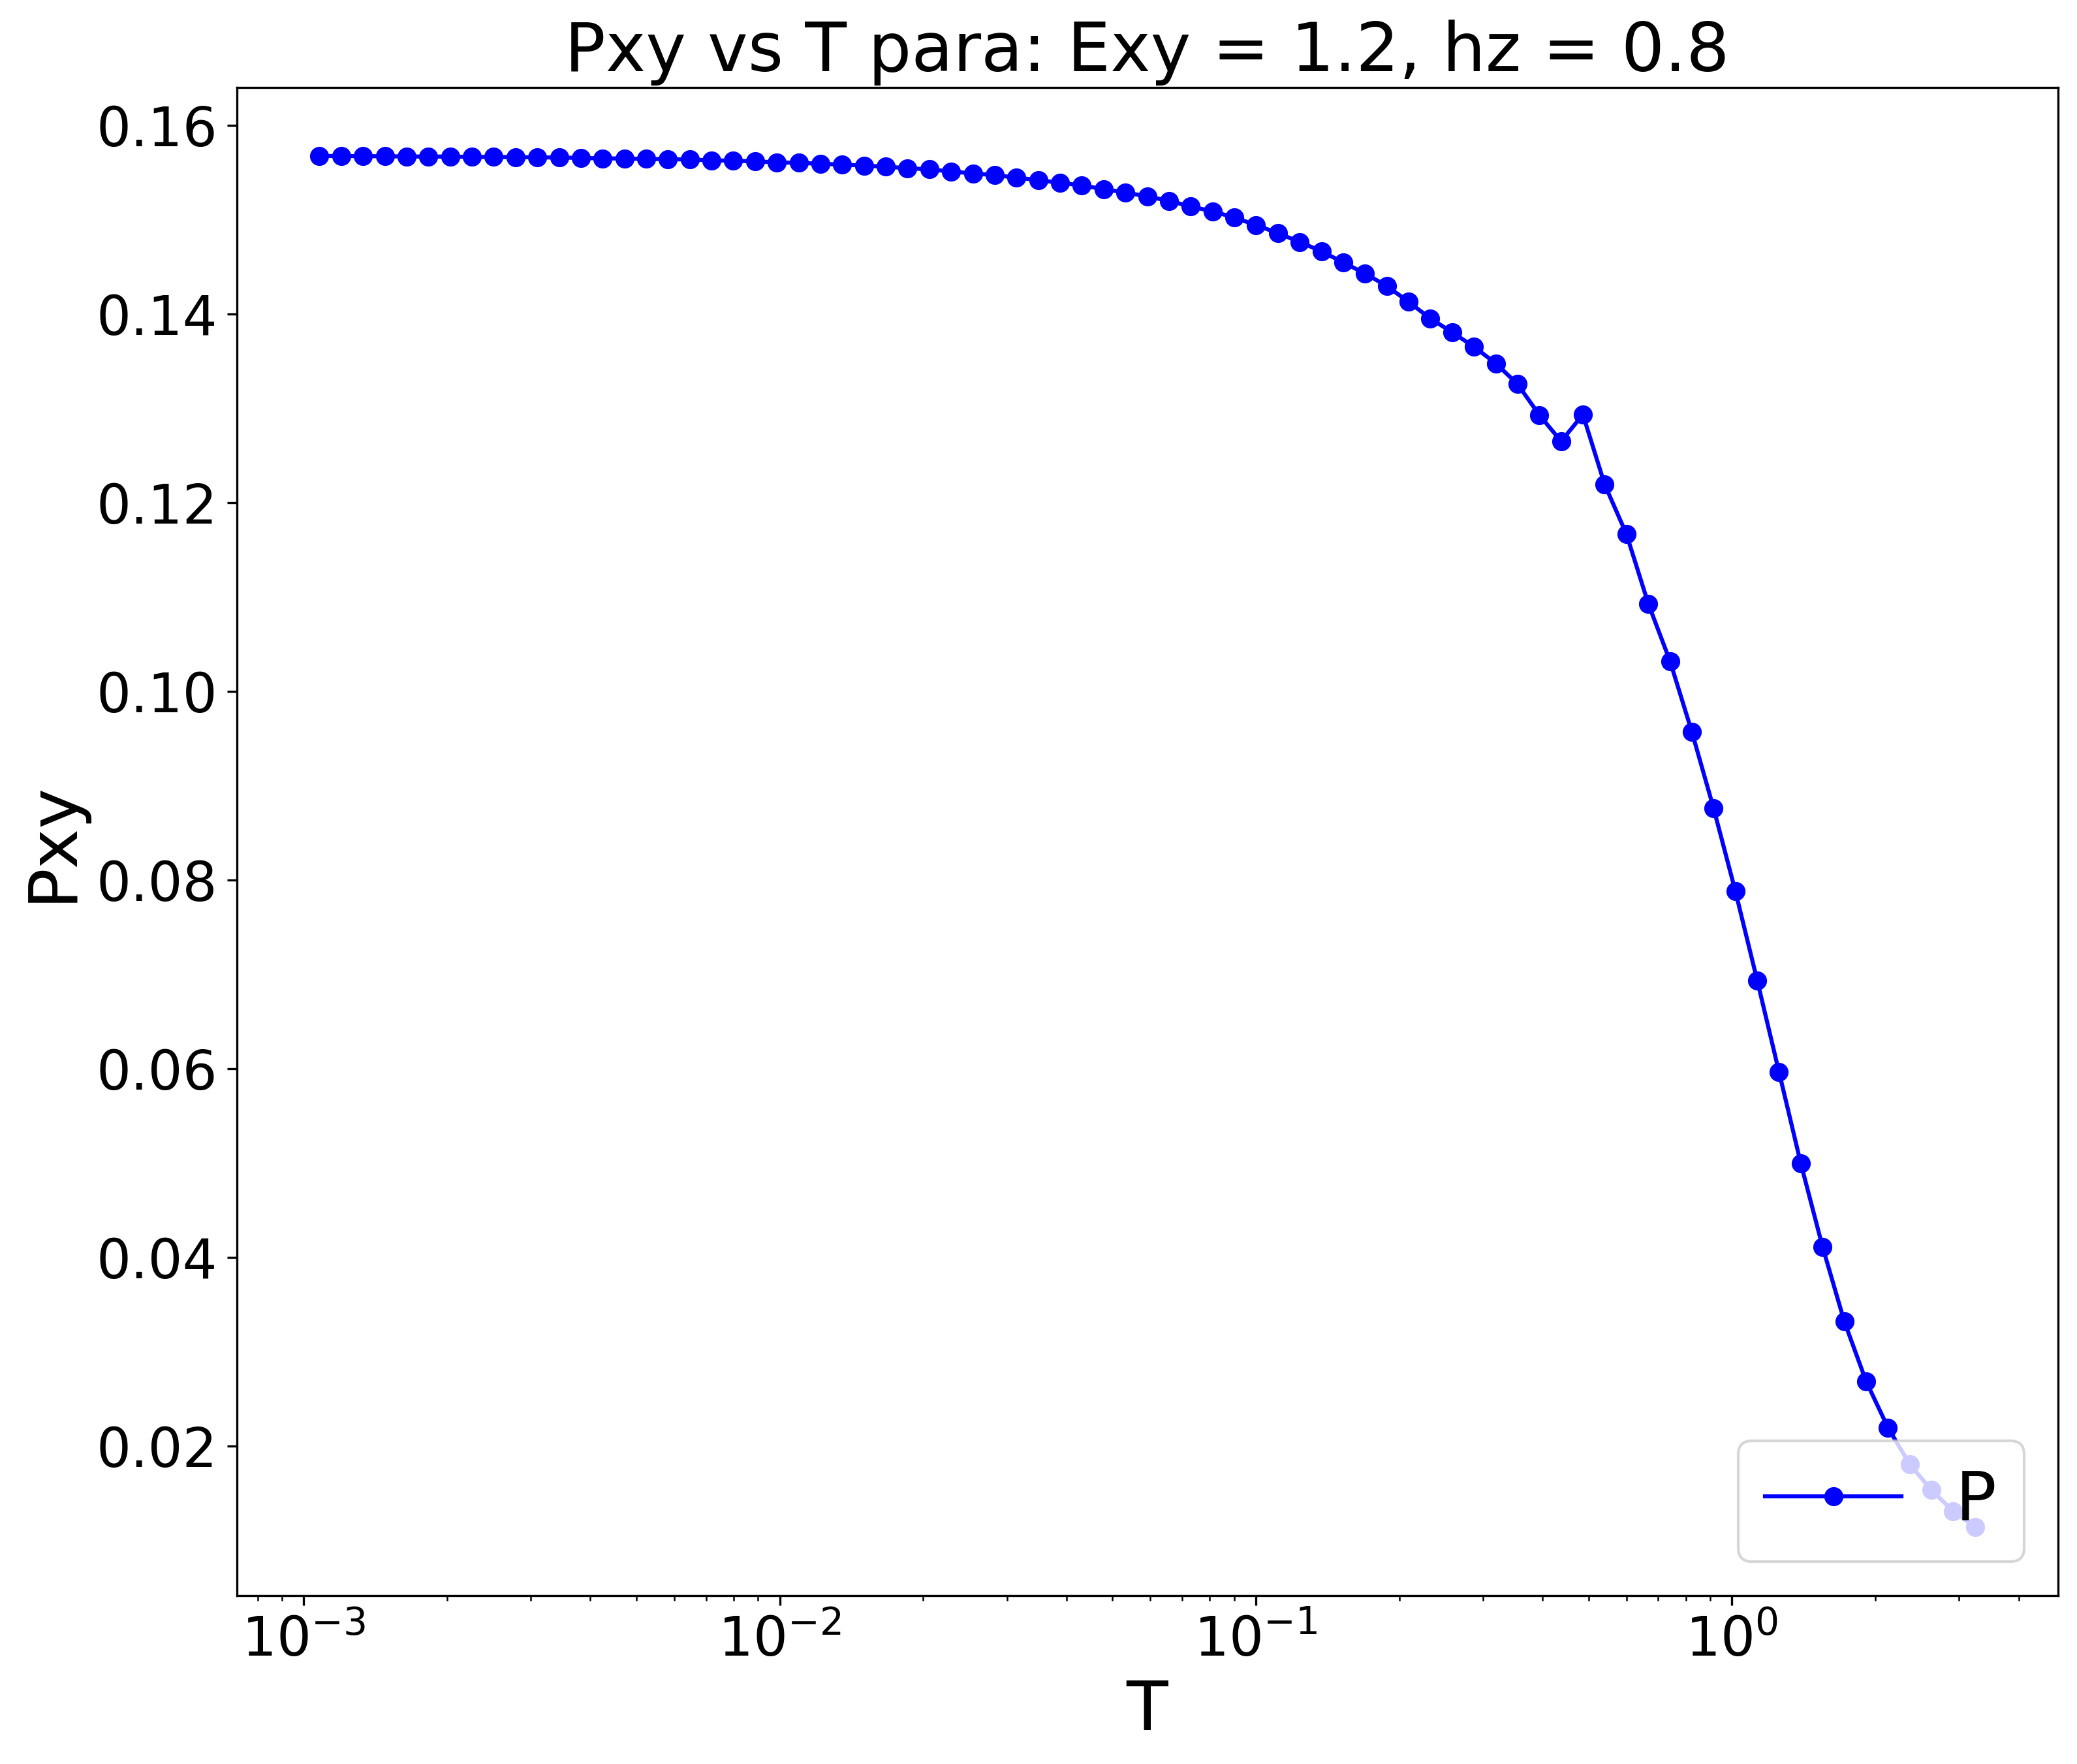 Pxy vs T para: Exy = 1.2, hz = 0.8
0.16
0.14
0.12
0.10
0.08
0.06
0.04
0.02
Pxy
P
10⁻³ 10⁻² 10⁻¹ 10⁰
T